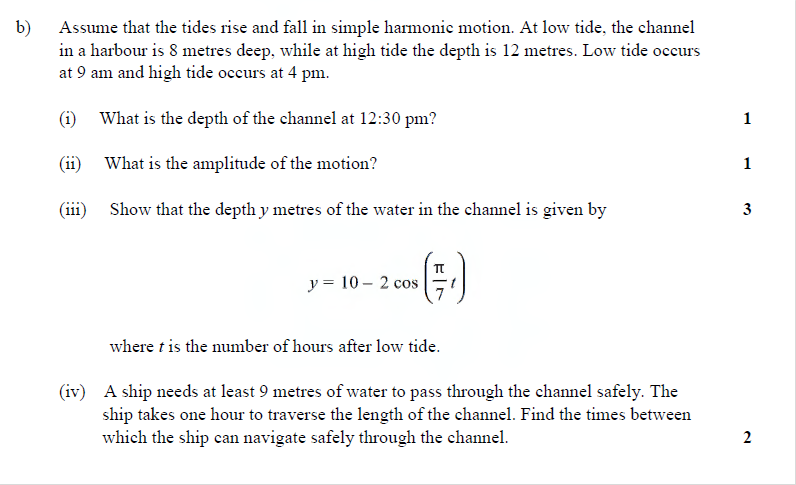 b) Assume that the tides rise and fall in simple harmonic motion. At low tide, the channel
in a harbour is 8 metres deep, while at high tide the depth is 12 metres. Low tide occurs
at 9 am and high tide occurs at 4 pm.
(i) What is the depth of the channel at 12:30 pm? 1
(ii) What is the amplitude of the motion? 1
(iii) Show that the depth y metres of the water in the channel is given by 3
y = 10 – 2 cos (π/7 t)
where t is the number of hours after low tide.
(iv) A ship needs at least 9 metres of water to pass through the channel safely. The
ship takes one hour to traverse the length of the channel. Find the times between
which the ship can navigate safely through the channel. 2